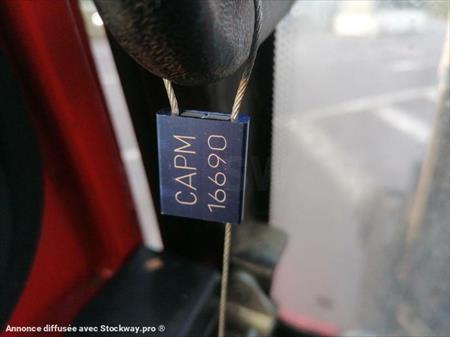 CAPM
16690
Annonce diffusée avec Stockway.pro ®